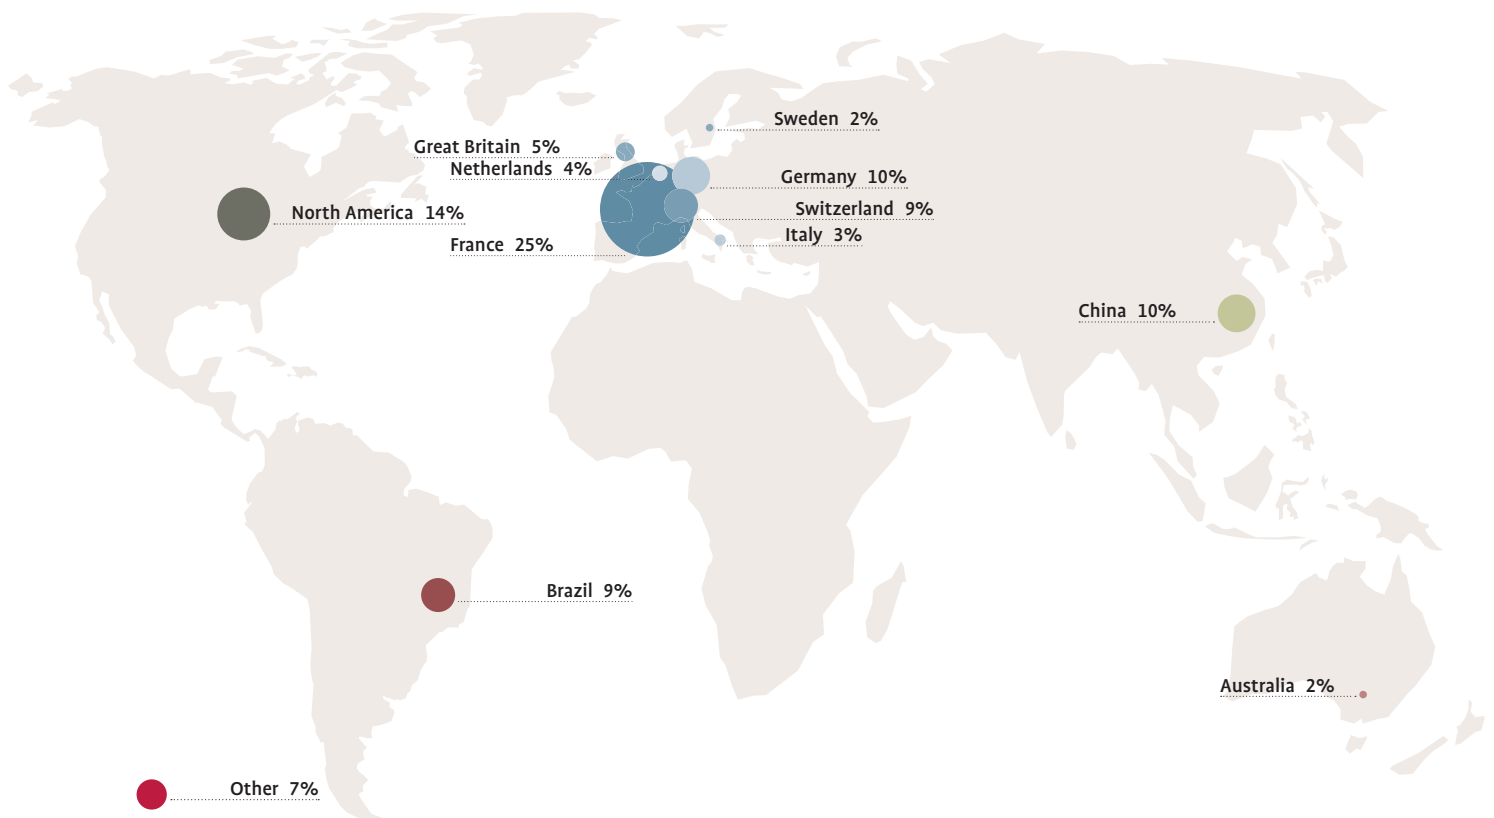 Sweden 2%
Great Britain 5%
Netherlands 4%
Germany 10%
North America 14%
Switzerland 9%
Italy 3%
France 25%
China 10%
Brazil 9%
Australia 2%
Other 7%